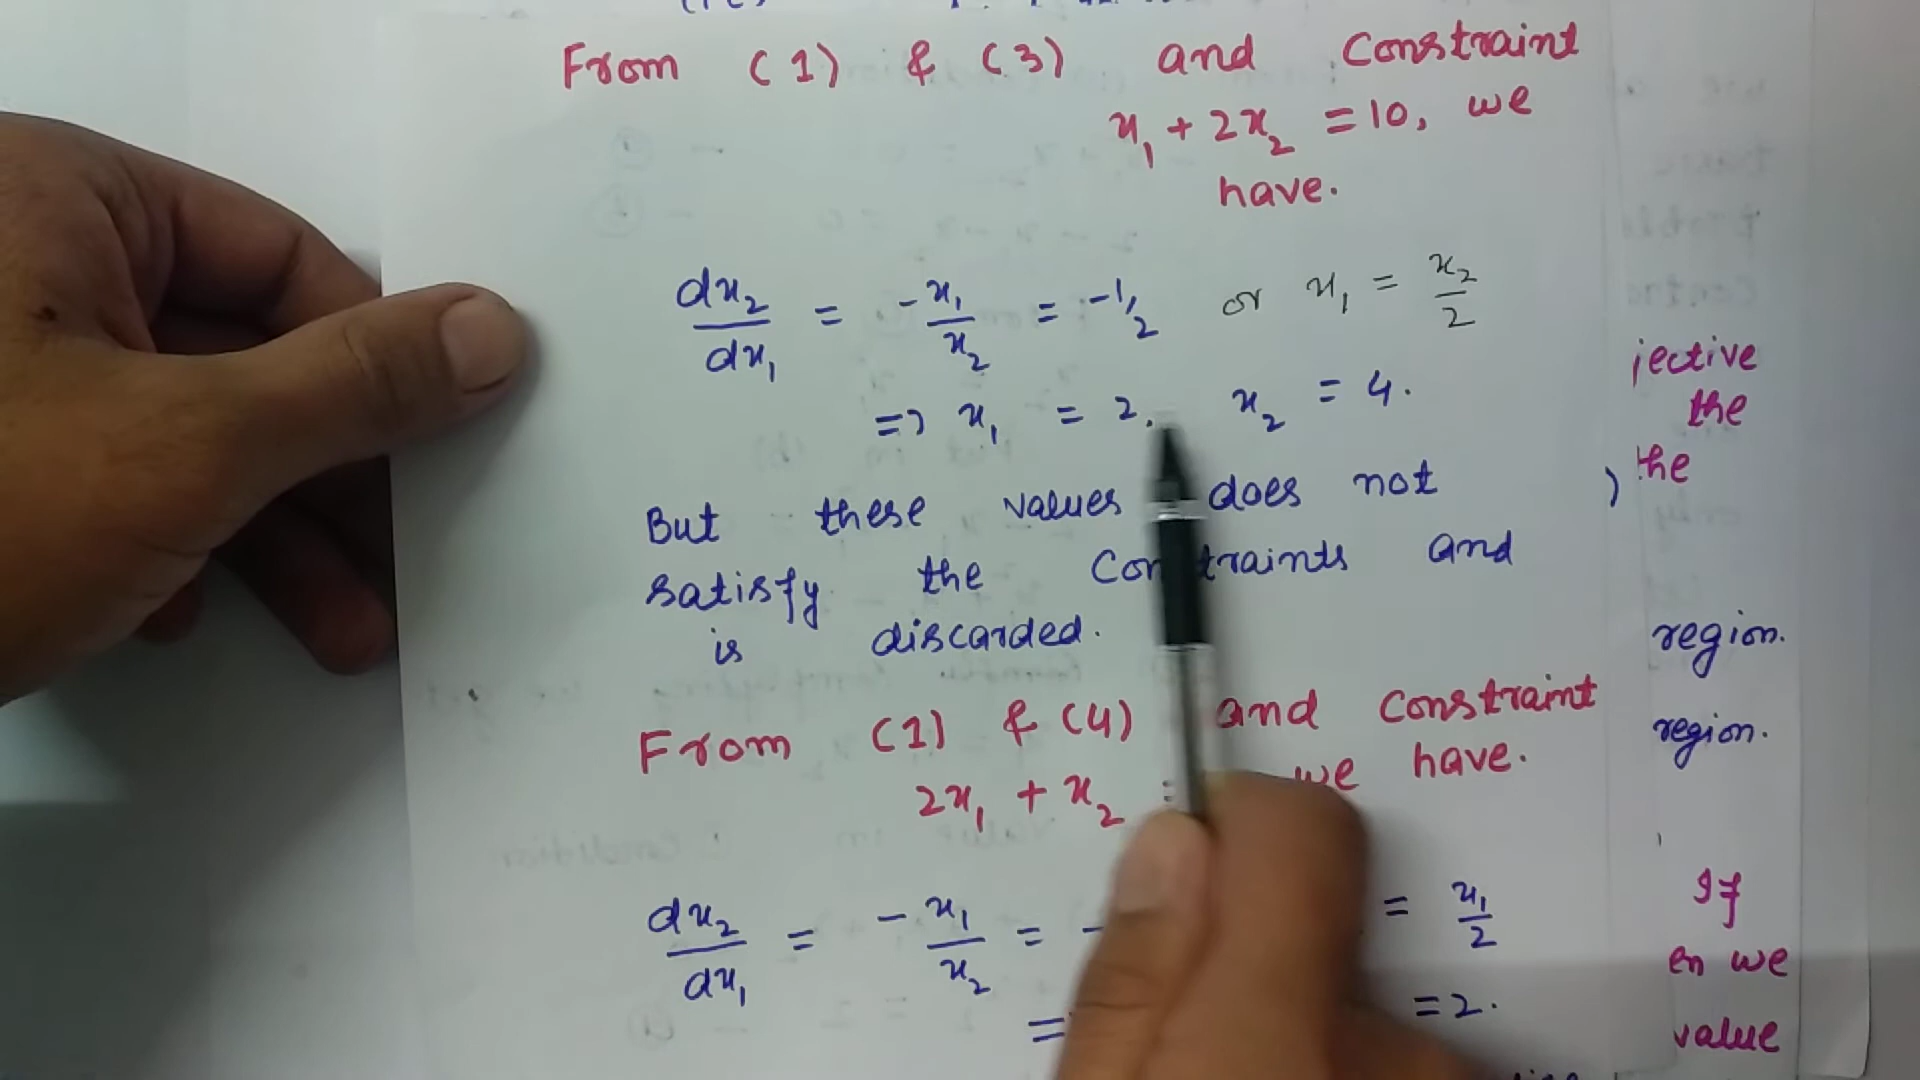 From (1) & (3) and Constraint
x₁ + 2x₂ = 10, we
have.
dx₂/dx₁ = -x₁/x₂ = -1/2 or x₁ = x₂/2
=> x₁ = 2, x₂ = 4.
But these values does not
satisfy the Con traints and
is discarded.
From (1) & (4) and Constraint
2x₁ + x₂ we have.
dx₂/dx₁ = -x₁/x₂ = - = x₁/2
=> = 2.
jective
the
the
region.
region.
If
en we
value